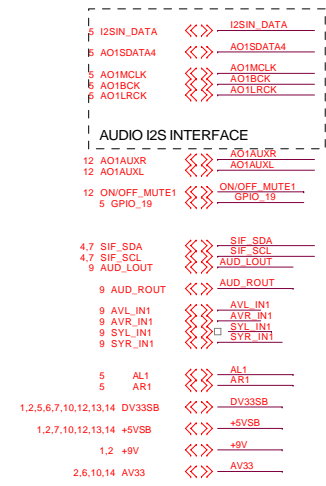 5 I2SIN_DATA I2SIN_DATA
5 AO1SDATA4 AO1SDATA4
5 AO1MCLK AO1MCLK
5 AO1BCK AO1BCK
5 AO1LRCK AO1LRCK
AUDIO I2S INTERFACE
12 AO1AUXR AO1AUXR
12 AO1AUXL AO1AUXL
12 ON/OFF_MUTE1 ON/OFF_MUTE1
5 GPIO_19 GPIO_19
4,7 SIF_SDA SIF_SDA
4,7 SIF_SCL SIF_SCL
9 AUD_LOUT AUD_LOUT
9 AUD_ROUT AUD_ROUT
9 AVL_IN1 AVL_IN1
9 AVR_IN1 AVR_IN1
9 SYL_IN1 SYL_IN1
9 SYR_IN1 SYR_IN1
5 AL1 AL1
5 AR1 AR1
1,2,5,6,7,10,12,13,14 DV33SB DV33SB
1,2,7,10,12,13,14 +5VSB +5VSB
1,2 +9V +9V
2,6,10,14 AV33 AV33